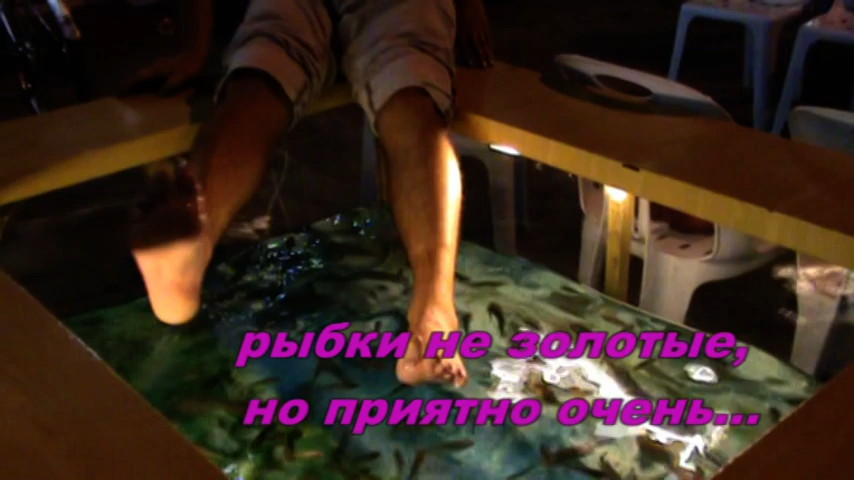 рыбки не золотые,
но приятно очень...